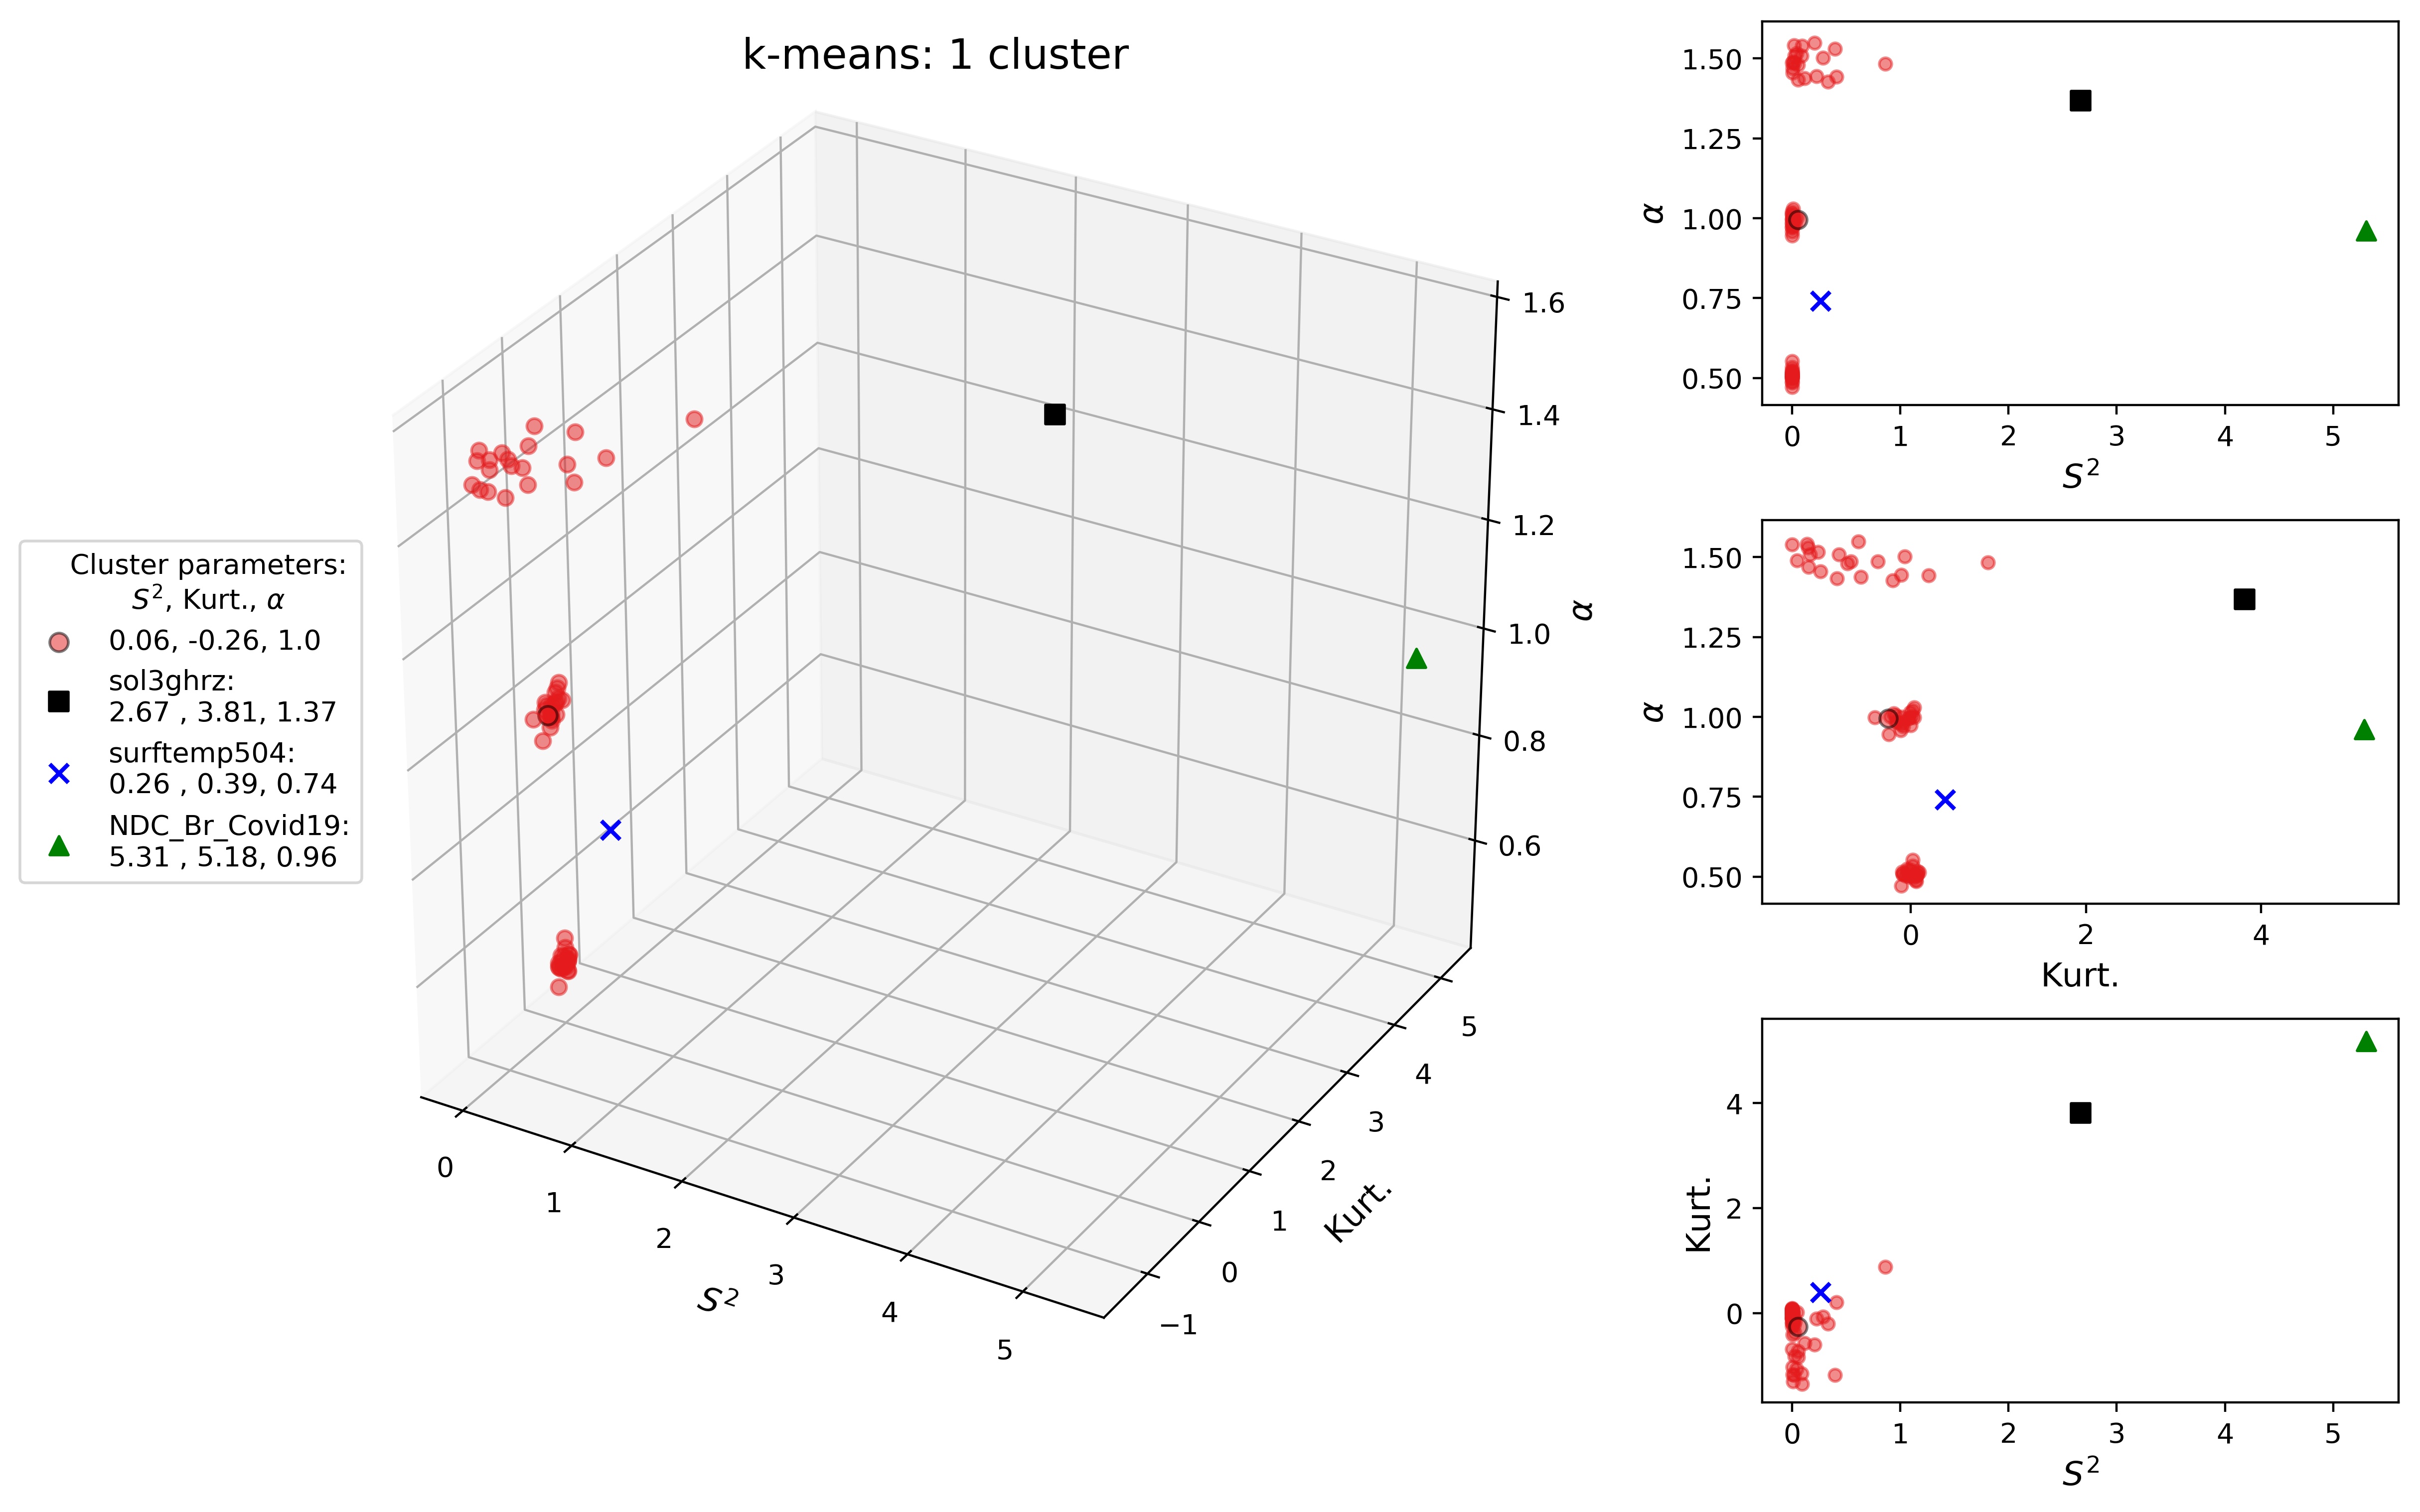 k-means: 1 cluster
Cluster parameters:
S², Kurt., α
0.06, -0.26, 1.0
sol3ghrz:
2.67 , 3.81, 1.37
surftemp504:
0.26 , 0.39, 0.74
NDC_Br_Covid19:
5.31 , 5.18, 0.96
1.6
1.4
1.2
1.0
0.8
0.6
α
5
4
3
2
1
0
−1
Kurt.
0
1
2
3
4
5
S²
1.50
1.25
1.00
0.75
0.50
α
0 1 2 3 4 5
S²
1.50
1.25
1.00
0.75
0.50
α
0 2 4
Kurt.
4
2
0
Kurt.
0 1 2 3 4 5
S²